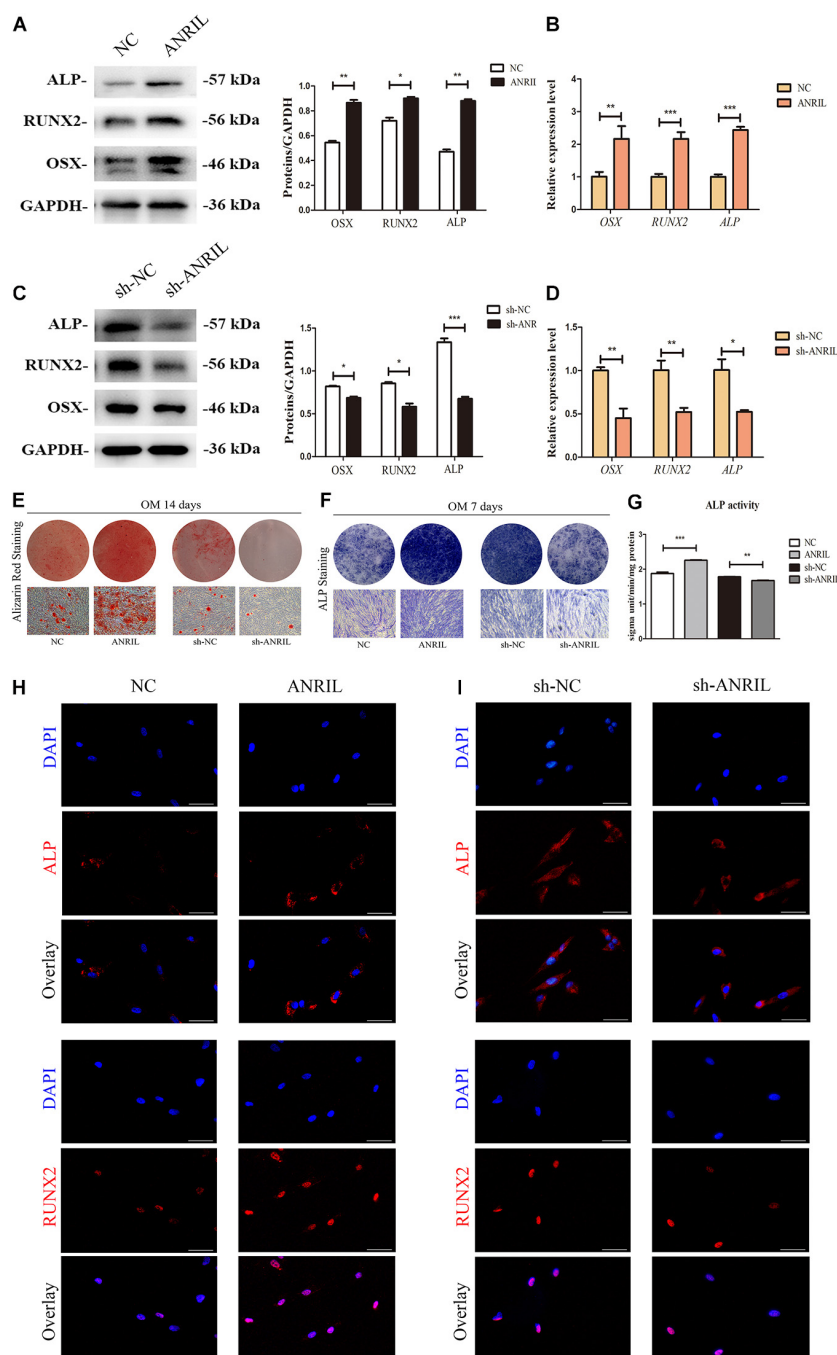 A
NC
ANRIL
ALP-
-57 kDa
RUNX2-
-56 kDa
OSX-
-46 kDa
GAPDH-
-36 kDa
Proteins/GAPDH
1.0
0.8
0.6
0.4
0.2
0.0
** * **
OSX RUNX2 ALP
NC
ANRII
B
Relative expression level
4
3
2
1
0
** *** ***
OSX RUNX2 ALP
NC
ANRIL
C
sh-NC
sh-ANRIL
ALP-
-57 kDa
RUNX2-
-56 kDa
OSX-
-46 kDa
GAPDH-
-36 kDa
Proteins/GAPDH
1.5
1.0
0.5
0.0
* * ***
OSX RUNX2 ALP
sh-NC
sh-ANR
D
Relative expression level
1.5
1.0
0.5
0.0
** ** *
OSX RUNX2 ALP
sh-NC
sh-ANRIL
E
OM 14 days
Alizarin Red Staining
NC ANRIL sh-NC sh-ANRIL
F
OM 7 days
ALP Staining
NC ANRIL sh-NC sh-ANRIL
G
ALP activity
sigma unit/min/mg protein
3
2
1
0
*** **
NC
ANRIL
sh-NC
sh-ANRII
H
NC ANRIL
DAPI
ALP
Overlay
DAPI
RUNX2
Overlay
I
sh-NC sh-ANRIL
DAPI
ALP
Overlay
DAPI
RUNX2
Overlay